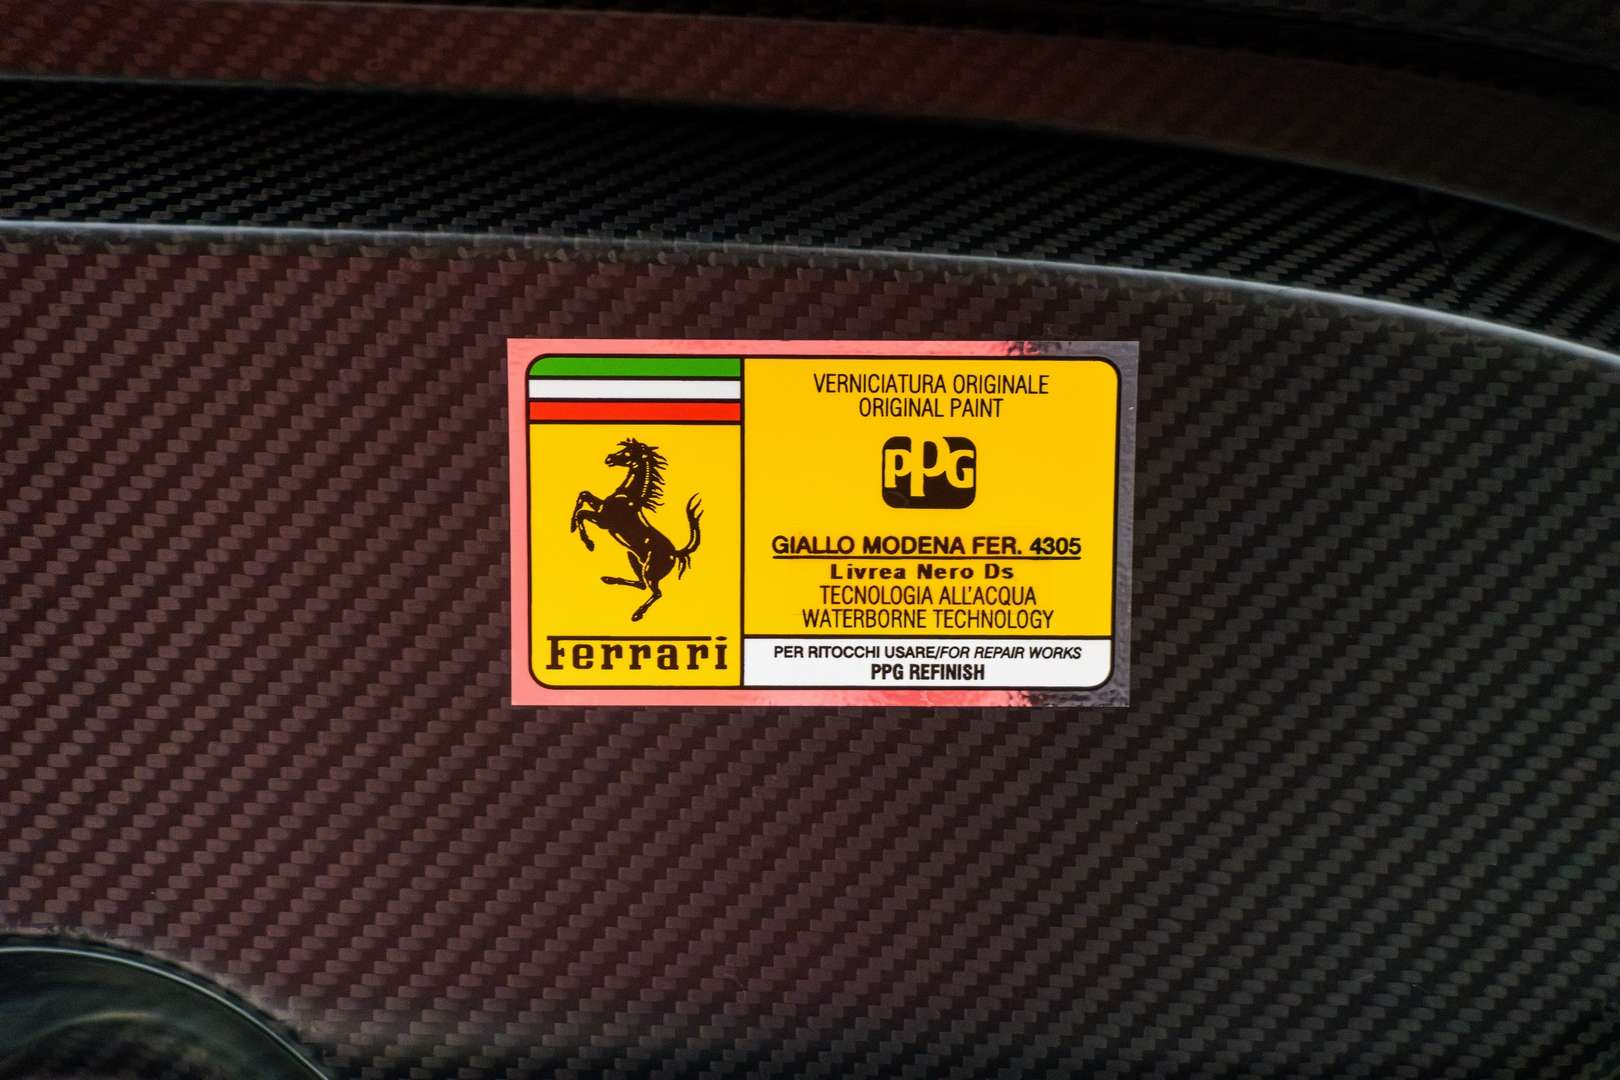 Ferrari
VERNICIATURA ORIGINALE
ORIGINAL PAINT
PPG
GIALLO MODENA FER. 4305
Livrea Nero Ds
TECNOLOGIA ALL'ACQUA
WATERBORNE TECHNOLOGY
PER RITOCCHI USARE/FOR REPAIR WORKS
PPG REFINISH